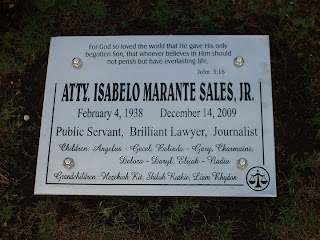 For God so loved the world that He gave His only
begotten Son, that whoever believes in Him should
not perish but have everlasting life.
John 3:16
ATTY. ISABELO MARANTE SALES, JR.
February 4, 1938 December 14, 2009
Public Servant, Brilliant Lawyer, Journalist
Children: Angelus - Gecel, Belinda - Gary, Charmaine,
Debora - Daryl, Elijah - Nadia
Grandchildren: Hezekiah Kit, Shiloh Ruthie, Liam Rhydon